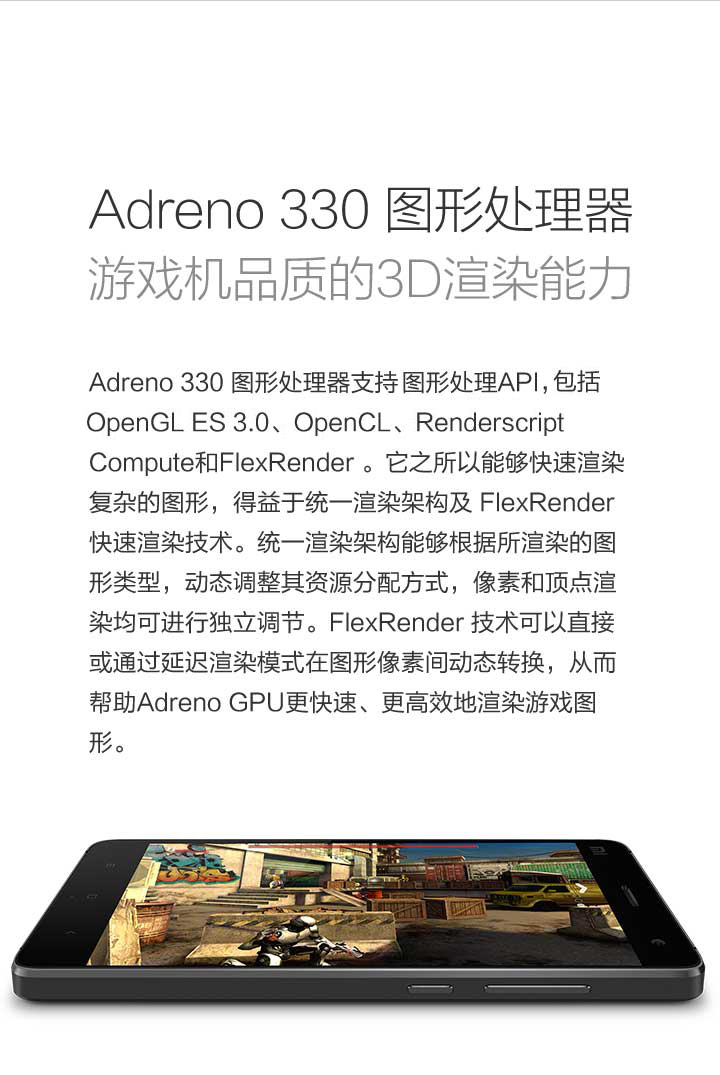 Adreno 330 图形处理器
游戏机品质的3D渲染能力
Adreno 330 图形处理器支持图形处理API，包括
OpenGL ES 3.0、OpenCL、Renderscript
Compute和FlexRender 。它之所以能够快速渲染
复杂的图形，得益于统一渲染架构及 FlexRender
快速渲染技术。统一渲染架构能够根据所渲染的图
形类型，动态调整其资源分配方式，像素和顶点渲
染均可进行独立调节。FlexRender 技术可以直接
或通过延迟渲染模式在图形像素间动态转换，从而
帮助Adreno GPU更快速、更高效地渲染游戏图
形。